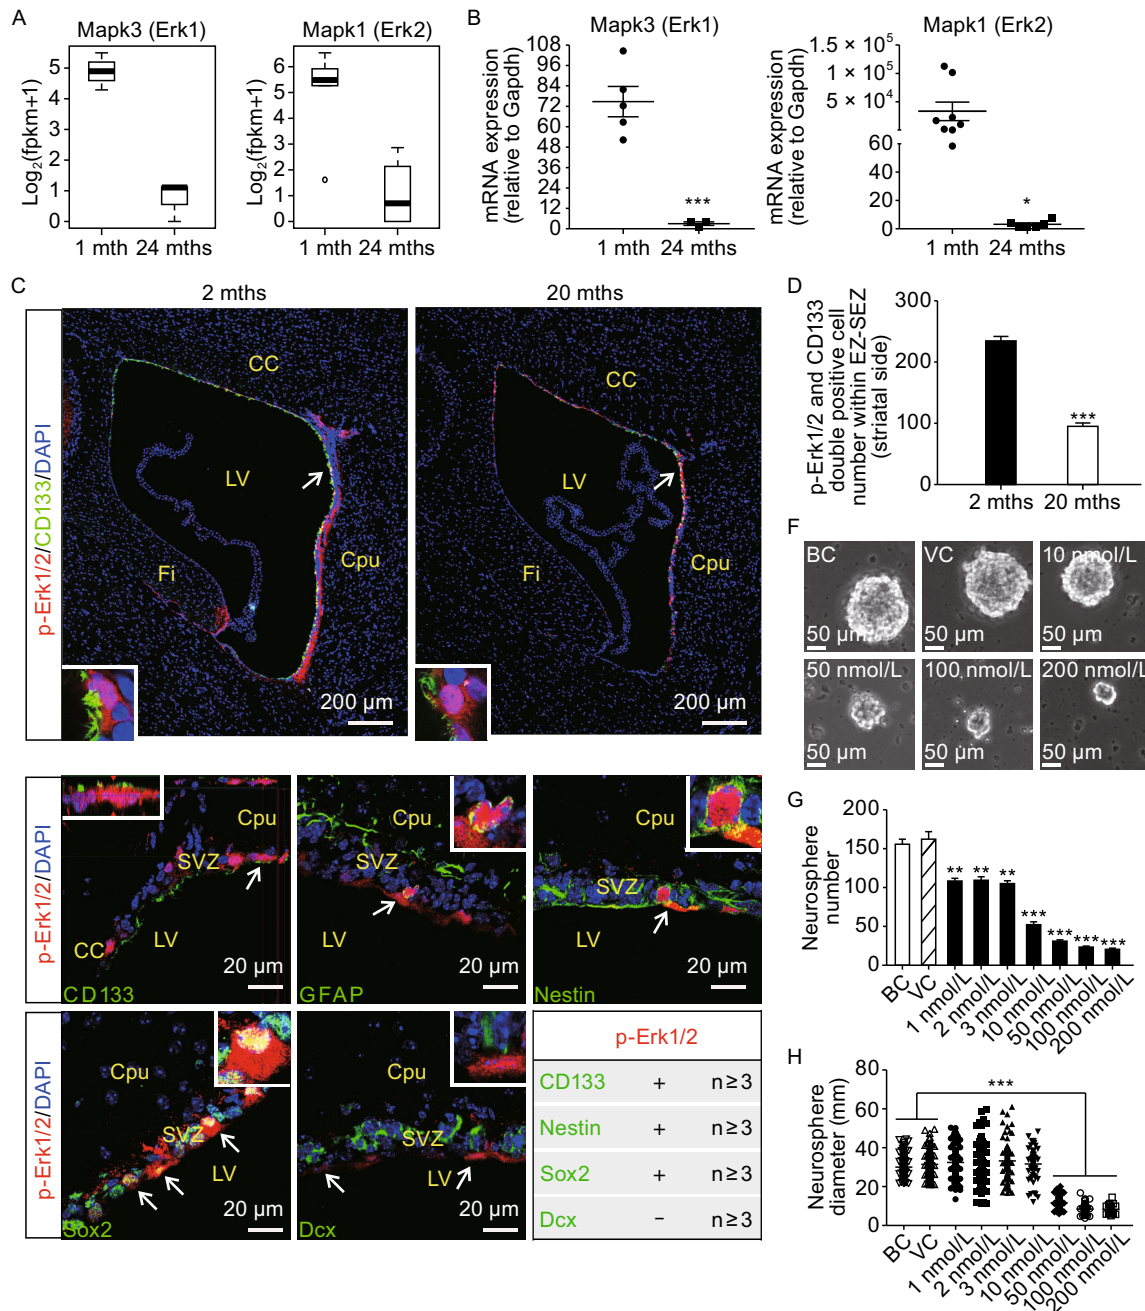 A
Mapk3 (Erk1)
Mapk1 (Erk2)
Log2(fpkm+1)
5
4
3
2
1
0
1 mth
24 mths
Log2(fpkm+1)
6
5
4
3
2
1
0
1 mth
24 mths
B
Mapk3 (Erk1)
Mapk1 (Erk2)
mRNA expression
(relative to Gapdh)
108
96
84
72
60
48
36
24
12
0
***
1 mth
24 mths
mRNA expression
(relative to Gapdh)
1.5 × 10^5
1 × 10^5
5 × 10^4
60
40
20
0
*
1 mth
24 mths
C
2 mths
20 mths
p-Erk1/2/CD133/DAPI
CC
LV
Cpu
Fi
200 µm
CC
LV
Cpu
Fi
200 µm
p-Erk1/2/DAPI
Cpu
SVZ
CC
LV
20 µm
CD133
Cpu
SVZ
LV
20 µm
GFAP
Cpu
SVZ
LV
20 µm
Nestin
p-Erk1/2/DAPI
Cpu
SVZ
LV
20 µm
Sox2
Cpu
SVZ
LV
20 µm
Dcx
p-Erk1/2
CD133 + n ≥ 3
Nestin + n ≥ 3
Sox2 + n ≥ 3
Dcx − n ≥ 3
D
p-Erk1/2 and CD133
double positive cell
number within EZ-SEZ
(striatal side)
300
200
100
0
***
2 mths
20 mths
F
BC
50 µm
VC
50 µm
10 nmol/L
50 µm
50 nmol/L
50 µm
100 nmol/L
50 µm
200 nmol/L
50 µm
G
Neurosphere
number
200
150
100
50
0
** ** ** *** *** *** ***
BC
VC
1 nmol/L
2 nmol/L
3 nmol/L
10 nmol/L
50 nmol/L
100 nmol/L
200 nmol/L
H
Neurosphere
diameter (mm)
80
60
40
20
0
***
BC
VC
1 nmol/L
2 nmol/L
3 nmol/L
10 nmol/L
50 nmol/L
100 nmol/L
200 nmol/L